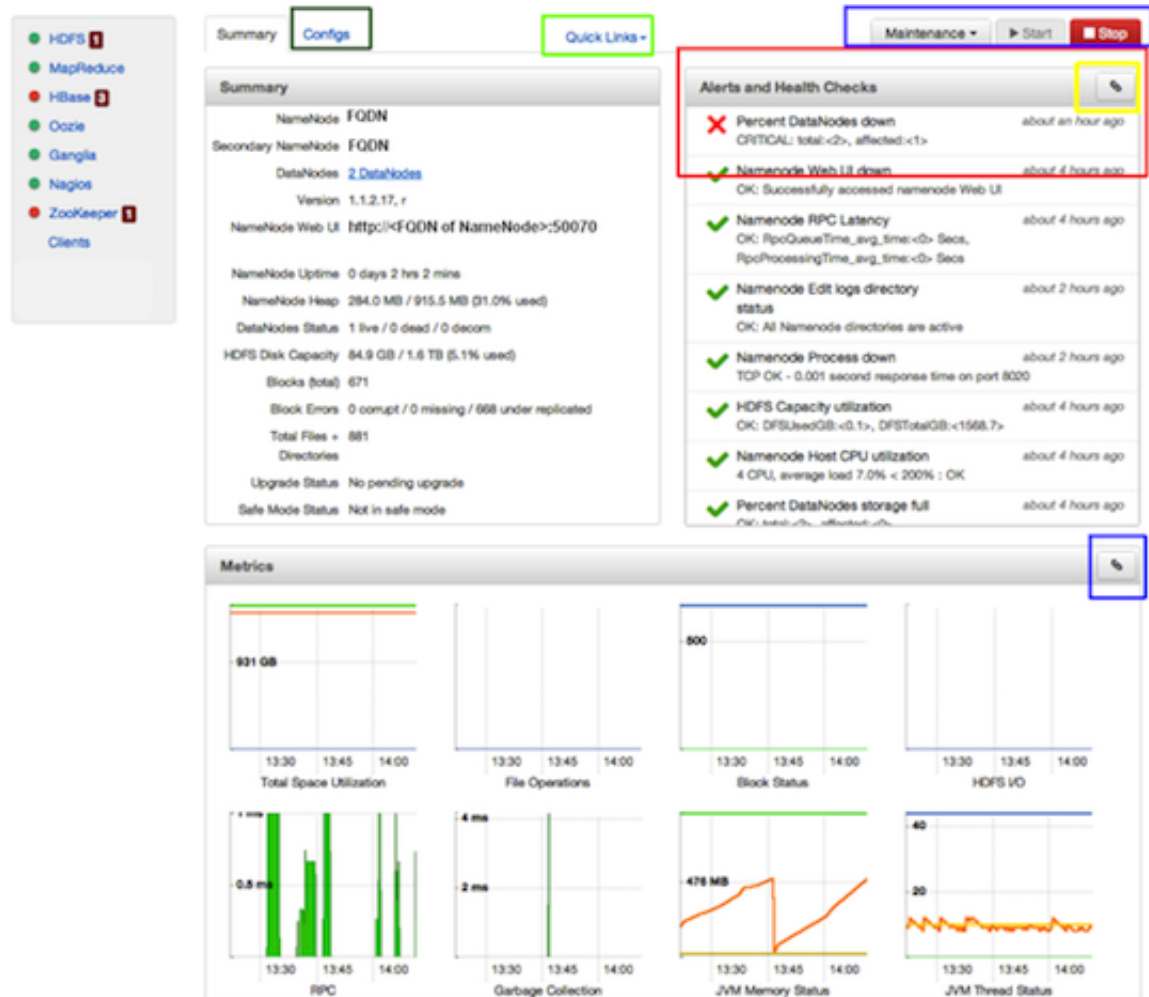 HDFS 1
MapReduce
HBase 3
Oozie
Ganglia
Nagios
ZooKeeper 1
Clients
Summary Configs Quick Links Maintenance Start Stop
Summary
NameNode FQDN
Secondary NameNode FQDN
DataNodes 2 DataNodes
Version 1.1.2.17, r
NameNode Web UI http://<FQDN of NameNode>:50070
NameNode Uptime 0 days 2 hrs 2 mins
NameNode Heap 284.0 MB / 915.5 MB (31.0% used)
DataNodes Status 1 live / 0 dead / 0 decom
HDFS Disk Capacity 84.9 GB / 1.6 TB (5.1% used)
Blocks (total) 671
Block Errors 0 corrupt / 0 missing / 668 under replicated
Total Files + 881
Directories
Upgrade Status No pending upgrade
Safe Mode Status Not in safe mode
Alerts and Health Checks
Percent DataNodes down about an hour ago
CRITICAL: total:<2>, affected:<1>
Namenode Web UI down about 4 hours ago
OK: Successfully accessed namenode Web UI
Namenode RPC Latency about 4 hours ago
OK: RpcQueueTime_avg_time:<0> Secs,
RpcProcessingTime_avg_time:<0> Secs
Namenode Edit logs directory about 2 hours ago
status
OK: All Namenode directories are active
Namenode Process down about 2 hours ago
TCP OK - 0.001 second response time on port 8020
HDFS Capacity utilization about 4 hours ago
OK: DFSUsedGB:<0.1>, DFSTotalGB:<1568.7>
Namenode Host CPU utilization about 4 hours ago
4 CPU, average load 7.0% < 200% : OK
Percent DataNodes storage full about 4 hours ago
OK: total:<2>, affected:<0>
Metrics
931 GB
13:30 13:45 14:00
Total Space Utilization
13:30 13:45 14:00
File Operations
500
13:30 13:45 14:00
Block Status
13:30 13:45 14:00
HDFS I/O
1 ms
0.5 ms
13:30 13:45 14:00
RPC
4 ms
2 ms
13:30 13:45 14:00
Garbage Collection
476 MB
13:30 13:45 14:00
JVM Memory Status
40
20
13:30 13:45 14:00
JVM Thread Status